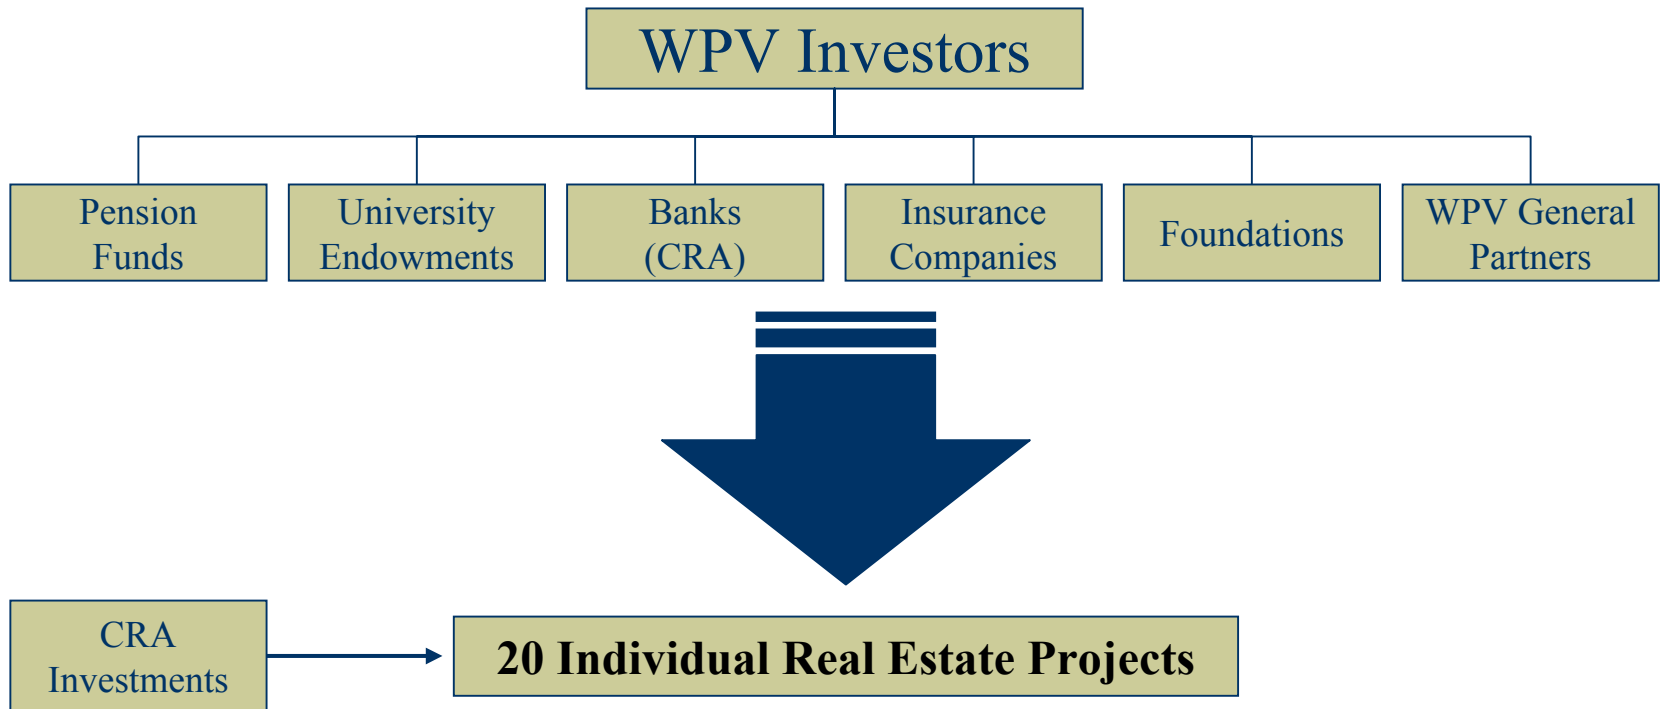 WPV Investors
Pension
Funds
University
Endowments
Banks
(CRA)
Insurance
Companies
Foundations
WPV General
Partners
CRA
Investments
20 Individual Real Estate Projects